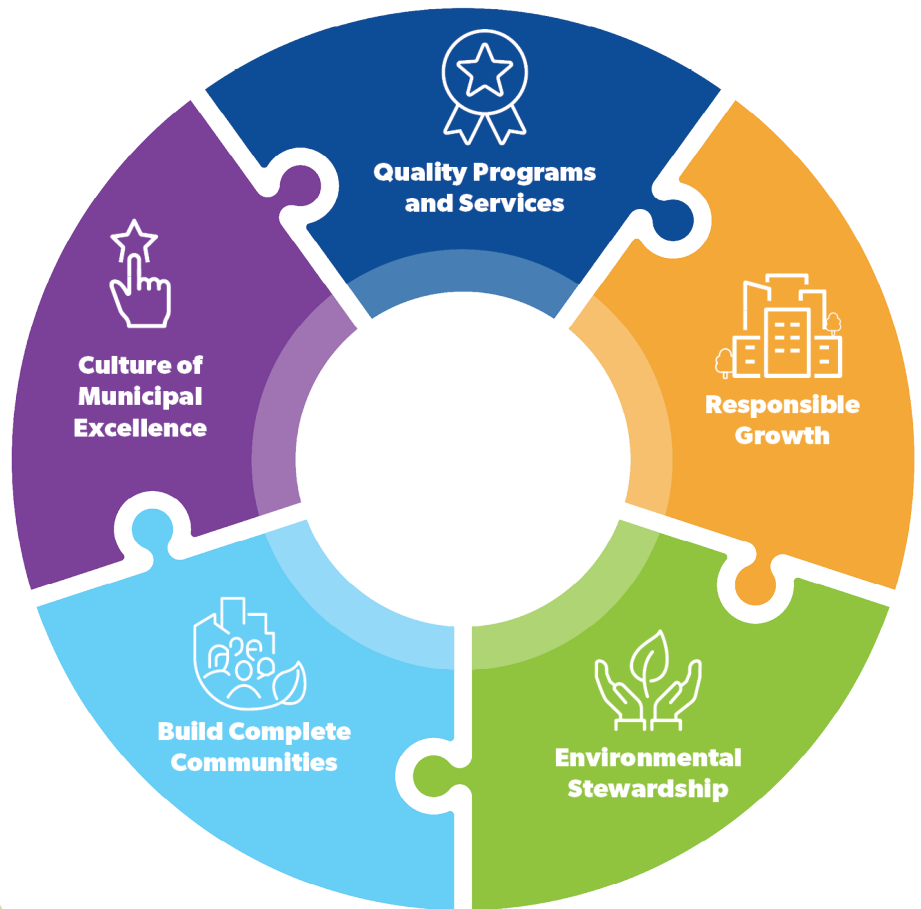 Quality Programs
and Services
Responsible
Growth
Environmental
Stewardship
Build Complete
Communities
Culture of
Municipal
Excellence